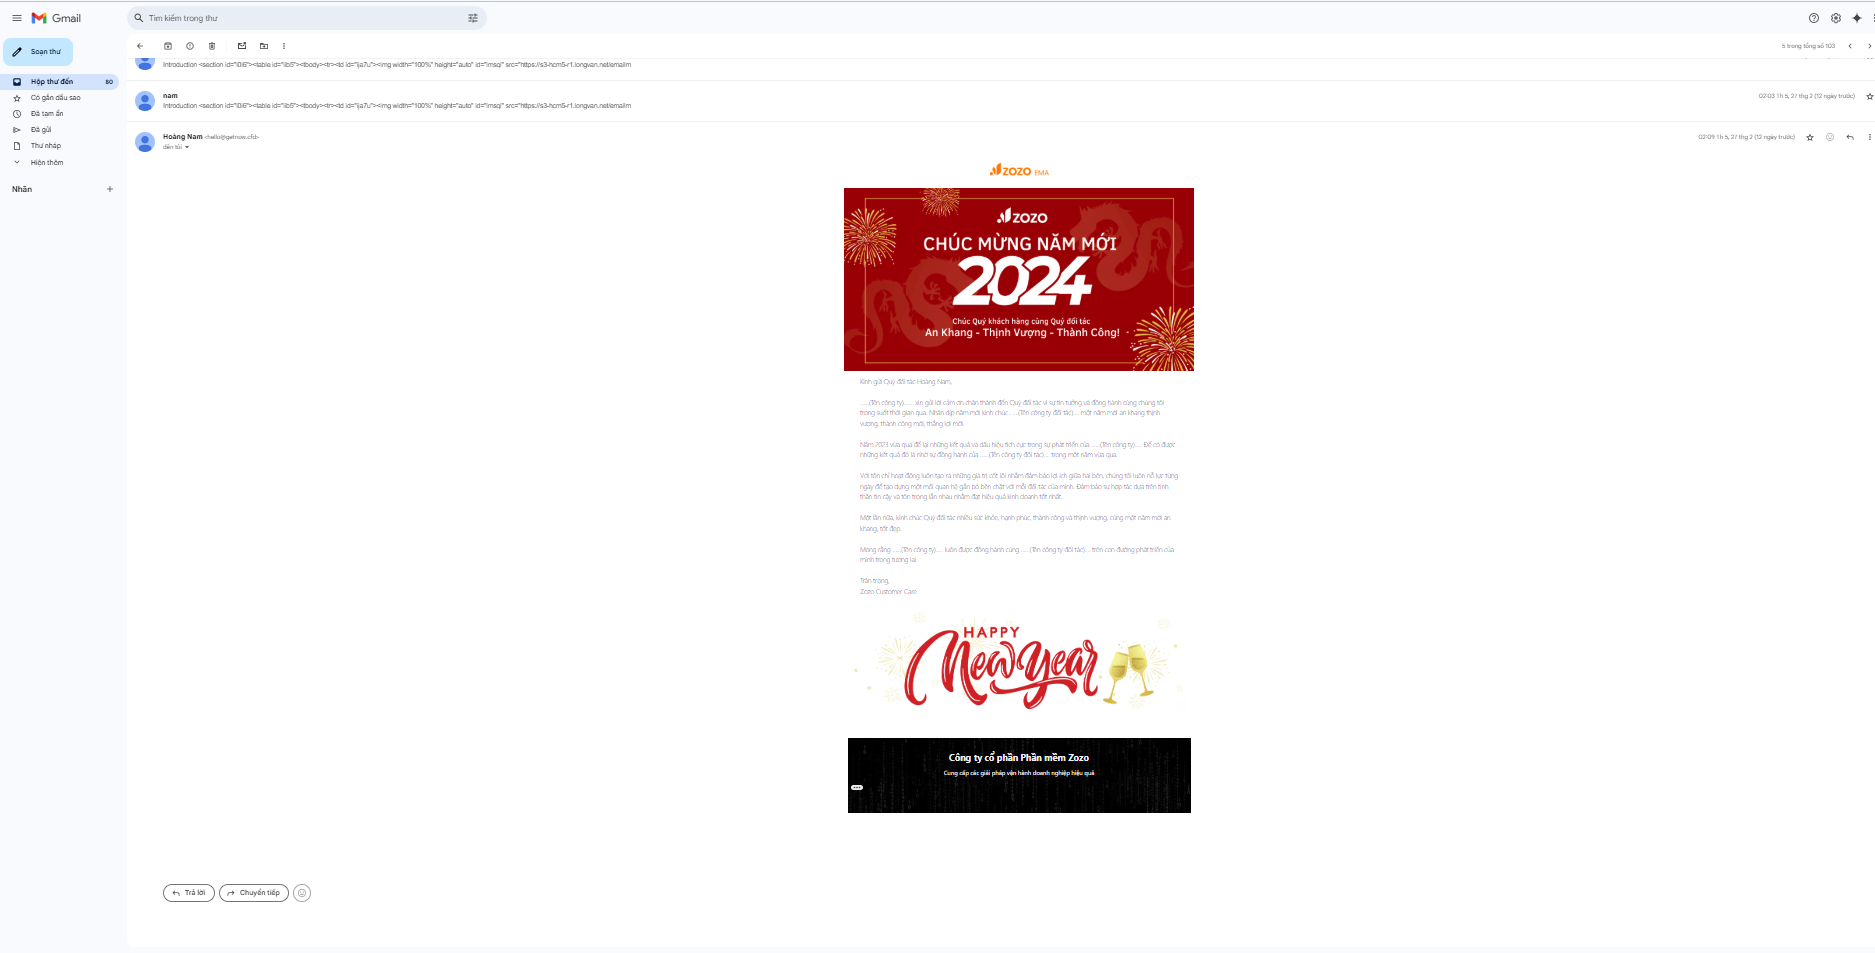 Gmail
Tìm kiếm trong thư
Soạn thư
5 trong tổng số 103
Introduction <section id="i0i6"><table id="iib5"><tbody><tr><td id="ija7u"><img width="100%" height="auto" id="imsqi" src="https://s3-hcm5-r1.longvan.net/emailm
Hộp thư đến 80
Có gắn dấu sao
Đã tạm ẩn
Đã gửi
Thư nháp
Hiện thêm
Nhãn
nam
02:03 Th 5, 27 thg 2 (12 ngày trước)
Introduction <section id="i0i6"><table id="iib5"><tbody><tr><td id="ija7u"><img width="100%" height="auto" id="imsqi" src="https://s3-hcm5-r1.longvan.net/emailm
Hoàng Nam <hello@getnow.cfd>
02:09 Th 5, 27 thg 2 (12 ngày trước)
đến tôi
ZOZO EMA
ZOZO
CHÚC MỪNG NĂM MỚI
2024
Chúc Quý khách hàng cùng Quý đối tác
An Khang - Thịnh Vượng - Thành Công!
Kính gửi Quý đối tác Hoàng Nam,
.....(Tên công ty)..... xin gửi lời cảm ơn chân thành đến Quý đối tác vì sự tin tưởng và đồng hành cùng chúng tôi
trong suốt thời gian qua. Nhân dịp năm mới kính chúc .....(Tên công ty đối tác).... một năm mới an khang thịnh
vượng, thành công mới, thắng lợi mới.
Năm 2023 vừa qua để lại những kết quả và dấu hiệu tích cực trong sự phát triển của .....(Tên công ty).... Để có được
những kết quả đó là nhờ sự đồng hành của .....(Tên công ty đối tác).... trong một năm vừa qua.
Với tôn chỉ hoạt động luôn tạo ra những giá trị cốt lõi nhằm đảm bảo lợi ích giữa hai bên, chúng tôi luôn nỗ lực từng
ngày để tạo dựng một mối quan hệ gắn bó bền chặt với mỗi đối tác của mình. Đảm bảo sự hợp tác dựa trên tinh
thần tin cậy và tôn trọng lẫn nhau nhằm đạt hiệu quả kinh doanh tốt nhất.
Một lần nữa, kính chúc Quý đối tác nhiều sức khỏe, hạnh phúc, thành công và thịnh vượng, cùng một năm mới an
khang, tốt đẹp.
Mong rằng .....(Tên công ty).... luôn được đồng hành cùng .....(Tên công ty đối tác).... trên con đường phát triển của
mình trong tương lai
Trân trọng,
Zozo Customer Care
HAPPY
New Year
Công ty cổ phần Phần mềm Zozo
Cung cấp các giải pháp vận hành doanh nghiệp hiệu quả
Trả lời
Chuyển tiếp